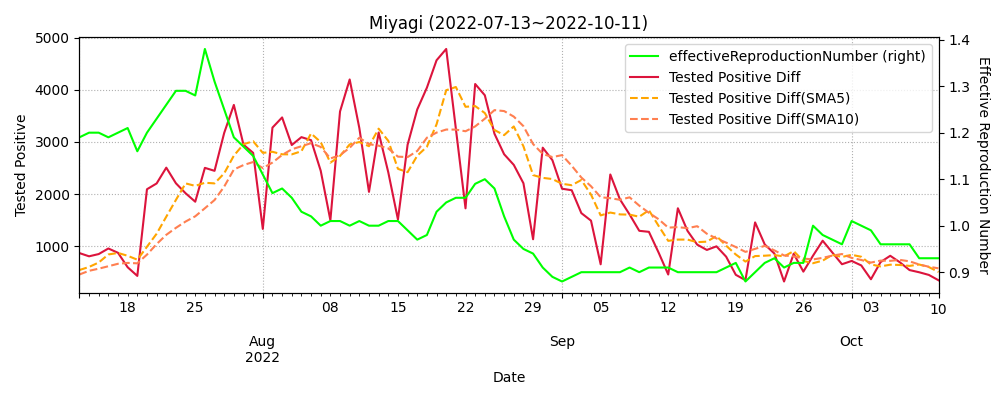 Miyagi (2022-07-13~2022-10-11)
Tested Positive
5000
4000
3000
2000
1000
effectiveReproductionNumber (right)
Tested Positive Diff
Tested Positive Diff(SMA5)
Tested Positive Diff(SMA10)
1.4
1.3
1.2
1.1
1.0
0.9
Effective Reproduction Number
18 25 08 15 22 29 05 12 19 26 03 10
Aug Sep Oct
2022
Date